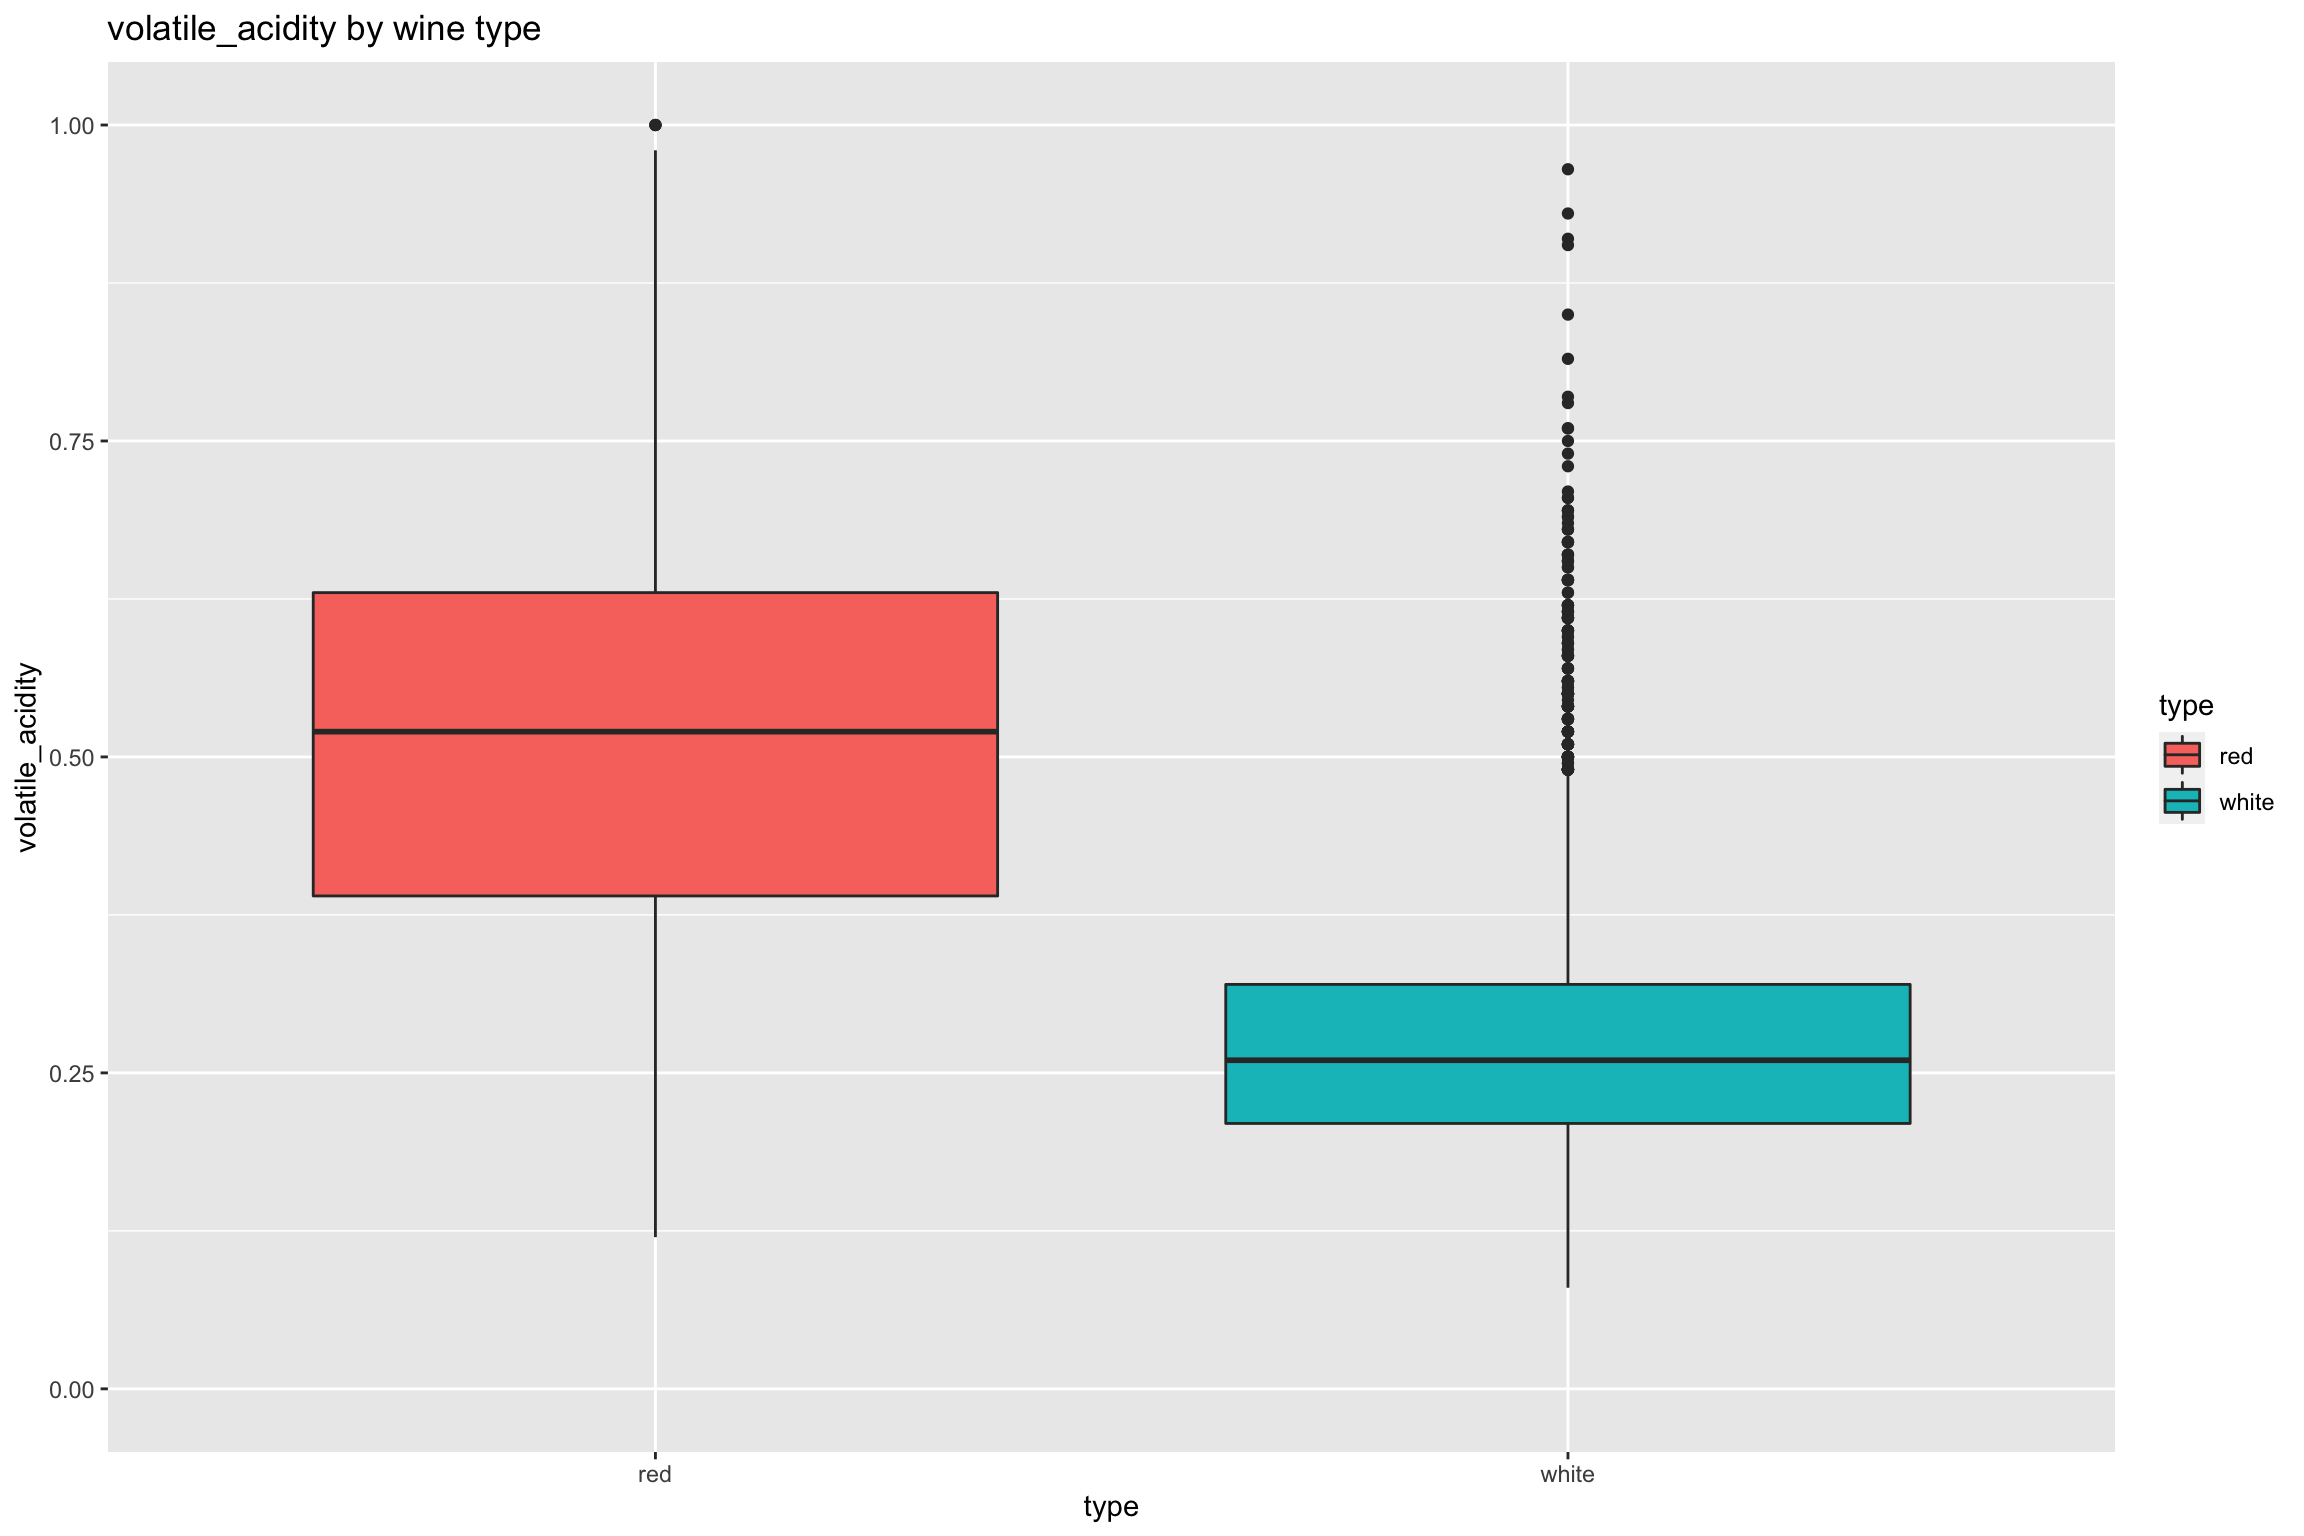 volatile_acidity by wine type
volatile_acidity
1.00
0.75
0.50
0.25
0.00
red
white
type
type
red
white